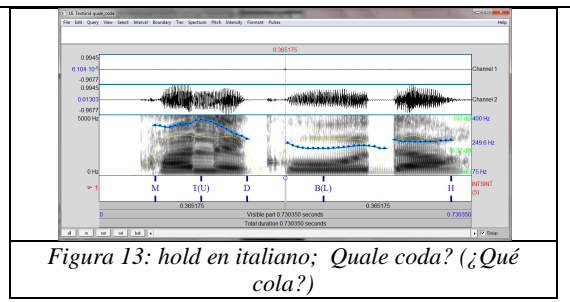 16. TextGrid quale_coda
File Edit Query View Select Interval Boundary Tier Spectrum Pitch Intensity Formant Pulses Help
0.365175
0.9945
6.104·10⁻⁵
-0.9677
Channel 1
0.9945
0.01303
-0.9677
Channel 2
5000 Hz
100 dB 400 Hz
249.6 Hz
0 Hz
75 Hz
1
M T(U) D B(L) H
INTSINT
(5)
0.365175 0.365175
0 Visible part 0.730350 seconds 0.730350
Total duration 0.730350 seconds
all in out sel bak
Group
Figura 13: hold en italiano; Quale coda? (¿Qué
cola?)